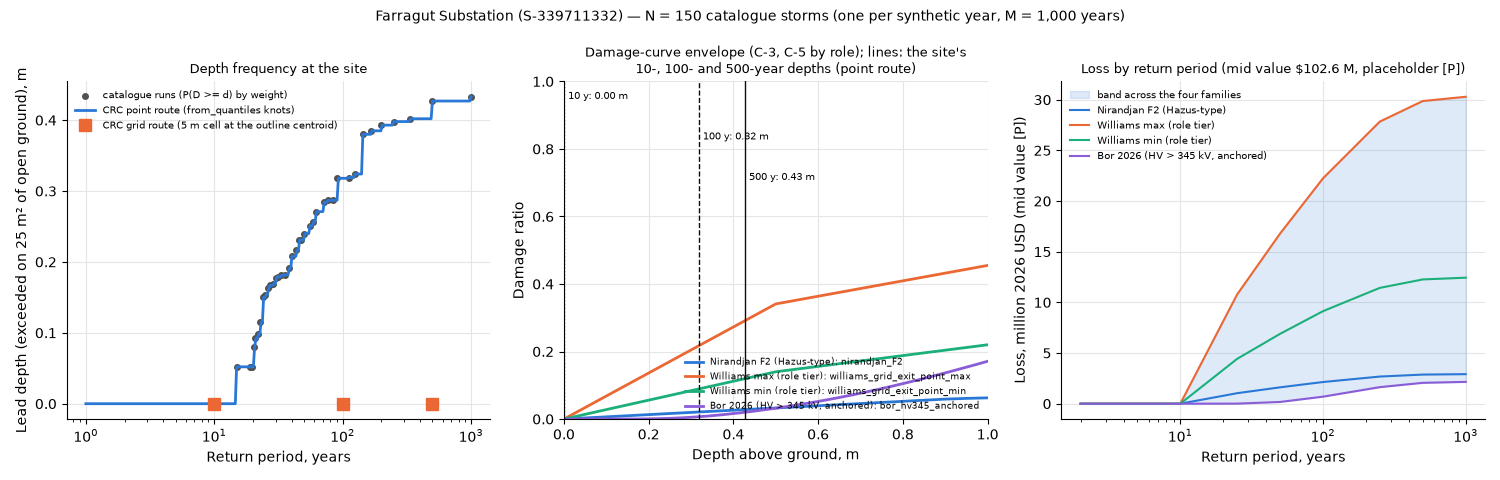 Farragut Substation (S-339711332) — N = 150 catalogue storms (one per synthetic year, M = 1,000 years)
Depth frequency at the site
Lead depth (exceeded on 25 m² of open ground), m
0.4
0.3
0.2
0.1
0.0
catalogue runs (P(D >= d) by weight)
CRC point route (from_quantiles knots)
CRC grid route (5 m cell at the outline centroid)
10⁰
10¹
10²
10³
Return period, years
Damage-curve envelope (C-3, C-5 by role); lines: the site's
10-, 100- and 500-year depths (point route)
Damage ratio
1.0
0.8
0.6
0.4
0.2
0.0
10 y: 0.00 m
100 y: 0.32 m
500 y: 0.43 m
Nirandjan F2 (Hazus-type): nirandjan_F2
Williams max (role tier): williams_grid_exit_point_max
Williams min (role tier): williams_grid_exit_point_min
Bor 2026 (HV > 345 kV, anchored): bor_hv345_anchored
0.0
0.2
0.4
0.6
0.8
1.0
Depth above ground, m
Loss by return period (mid value $102.6 M, placeholder [P])
Loss, million 2026 USD (mid value [P])
30
25
20
15
10
5
0
band across the four families
Nirandjan F2 (Hazus-type)
Williams max (role tier)
Williams min (role tier)
Bor 2026 (HV > 345 kV, anchored)
10¹
10²
10³
Return period, years